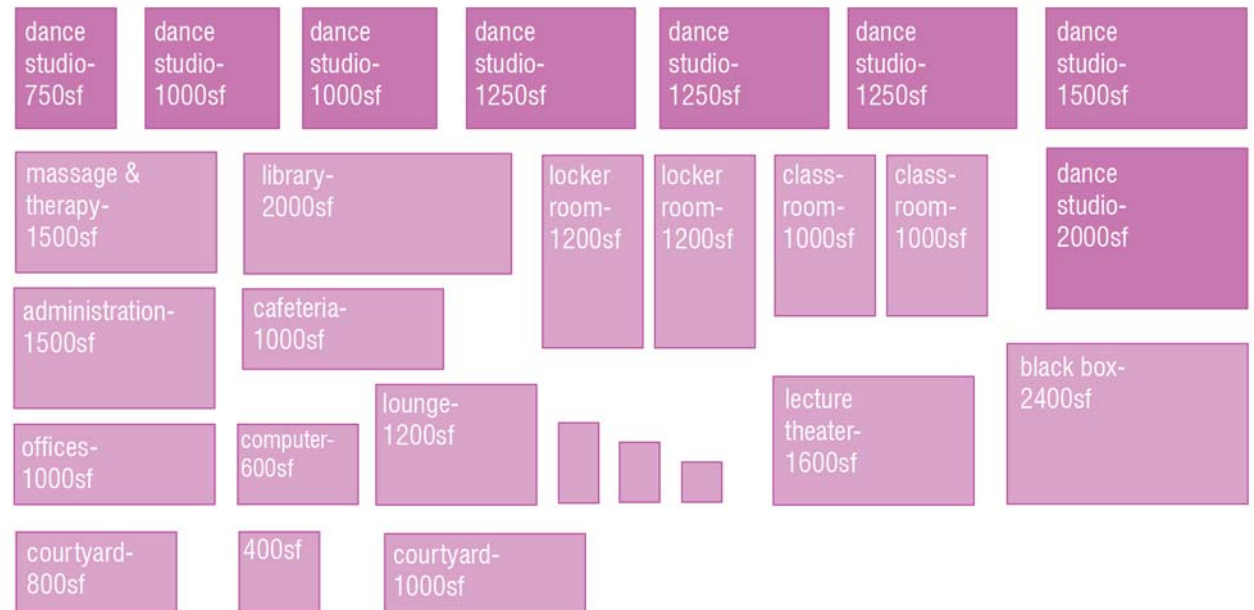 dance
studio-
750sf
dance
studio-
1000sf
dance
studio-
1000sf
dance
studio-
1250sf
dance
studio-
1250sf
dance
studio-
1250sf
dance
studio-
1500sf
massage &
therapy-
1500sf
library-
2000sf
locker
room-
1200sf
locker
room-
1200sf
class-
room-
1000sf
class-
room-
1000sf
dance
studio-
2000sf
administration-
1500sf
cafeteria-
1000sf
black box-
2400sf
lounge-
1200sf
lecture
theater-
1600sf
offices-
1000sf
computer-
600sf
courtyard-
800sf
400sf
courtyard-
1000sf